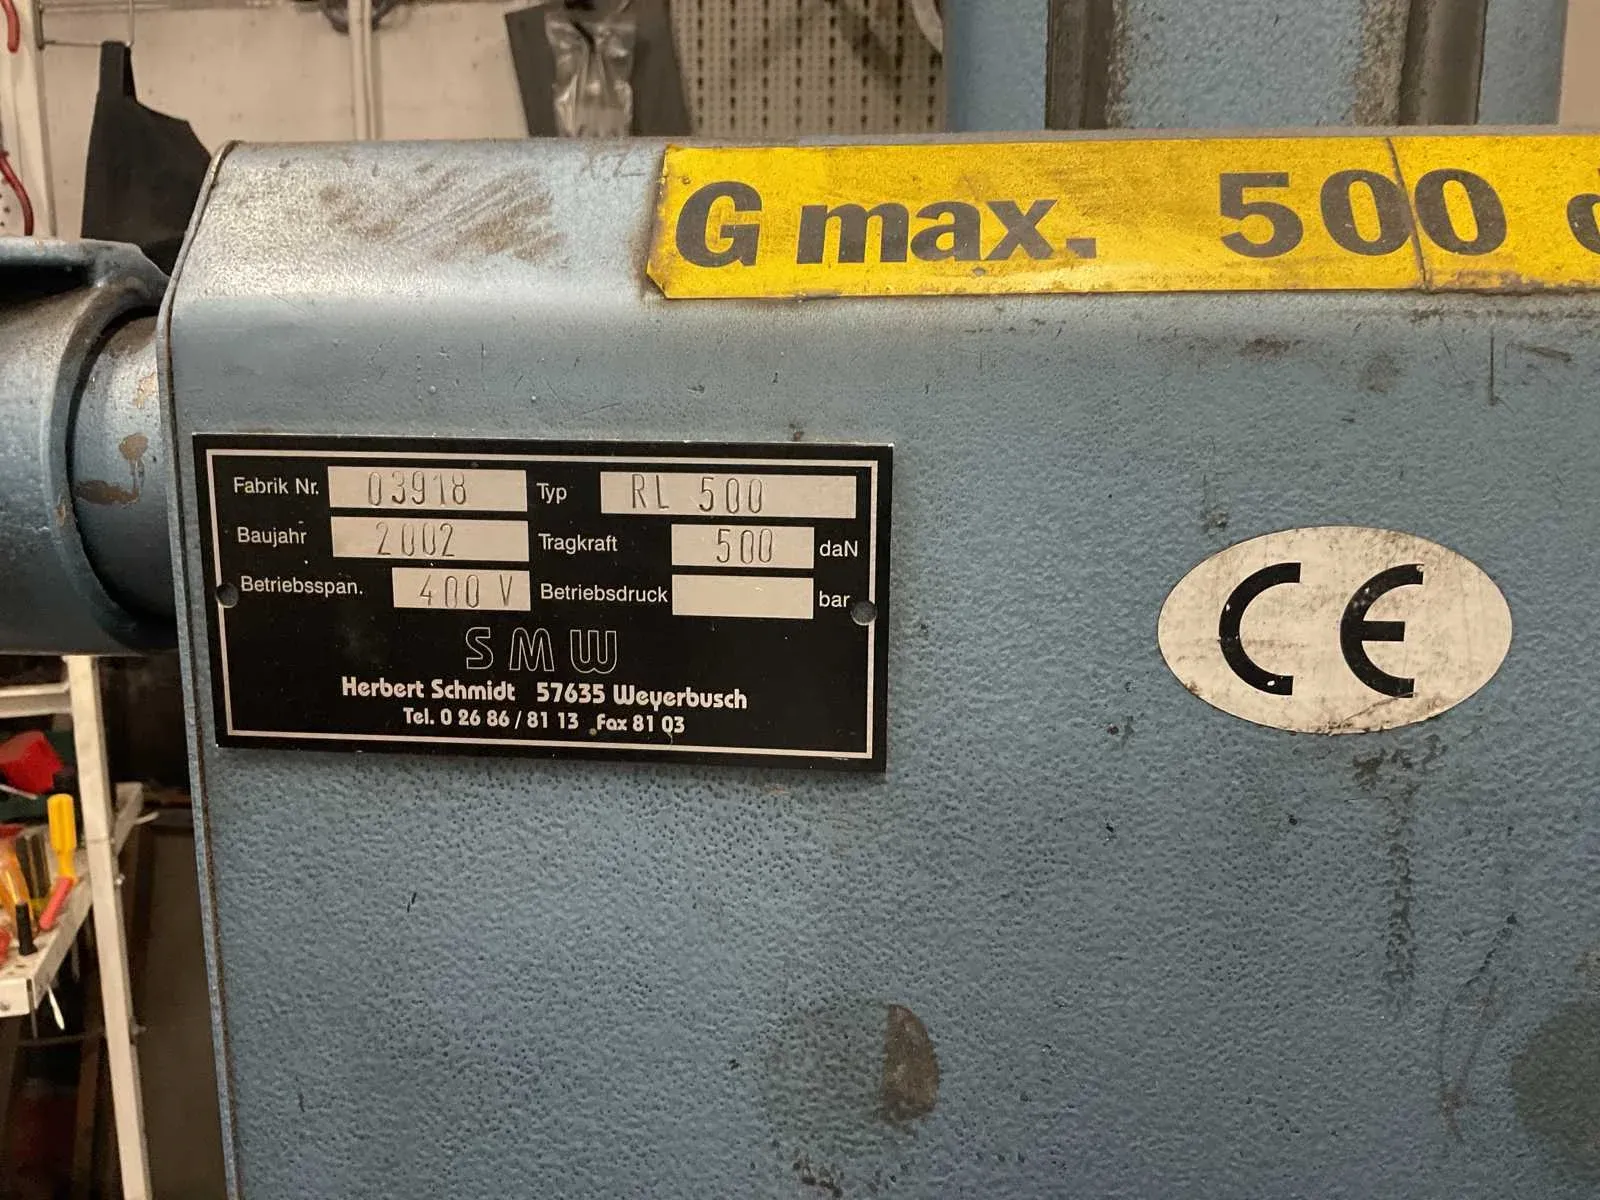 G max. 500 d
Fabrik Nr. 03918 Typ RL 500
Baujahr 2002 Tragkraft 500 daN
Betriebsspan. 400 V Betriebsdruck bar
SMW
Herbert Schmidt 57635 Weyerbusch
Tel. 0 26 86 / 81 13 Fax 81 03
CE